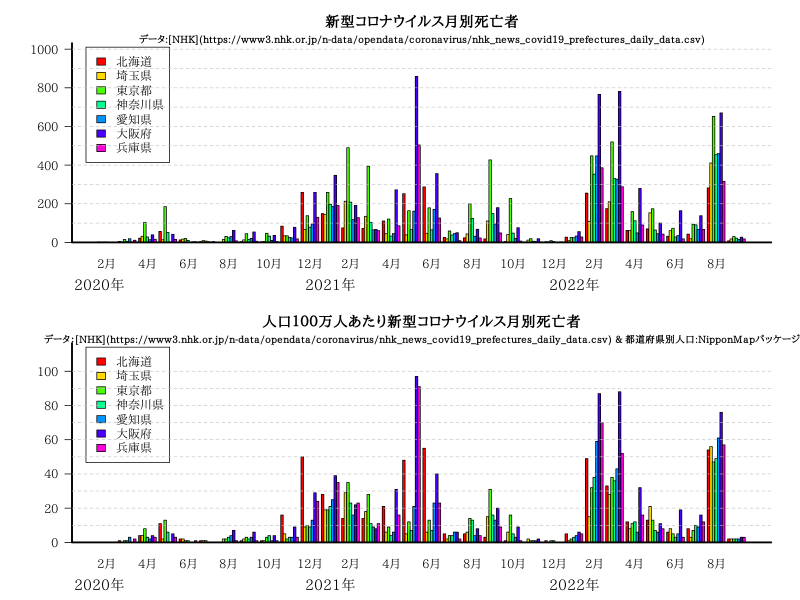 新型コロナウイルス月別死亡者
データ:[NHK](https://www3.nhk.or.jp/n-data/opendata/coronavirus/nhk_news_covid19_prefectures_daily_data.csv)
1000
800
600
400
200
0
北海道
埼玉県
東京都
神奈川県
愛知県
大阪府
兵庫県
2月 4月 6月 8月 10月 12月 2月 4月 6月 8月 10月 12月 2月 4月 6月 8月
2020年 2021年 2022年
人口100万人あたり新型コロナウイルス月別死亡者
データ:[NHK](https://www3.nhk.or.jp/n-data/opendata/coronavirus/nhk_news_covid19_prefectures_daily_data.csv) & 都道府県別人口:NipponMapパッケージ
100
80
60
40
20
0
北海道
埼玉県
東京都
神奈川県
愛知県
大阪府
兵庫県
2月 4月 6月 8月 10月 12月 2月 4月 6月 8月 10月 12月 2月 4月 6月 8月
2020年 2021年 2022年